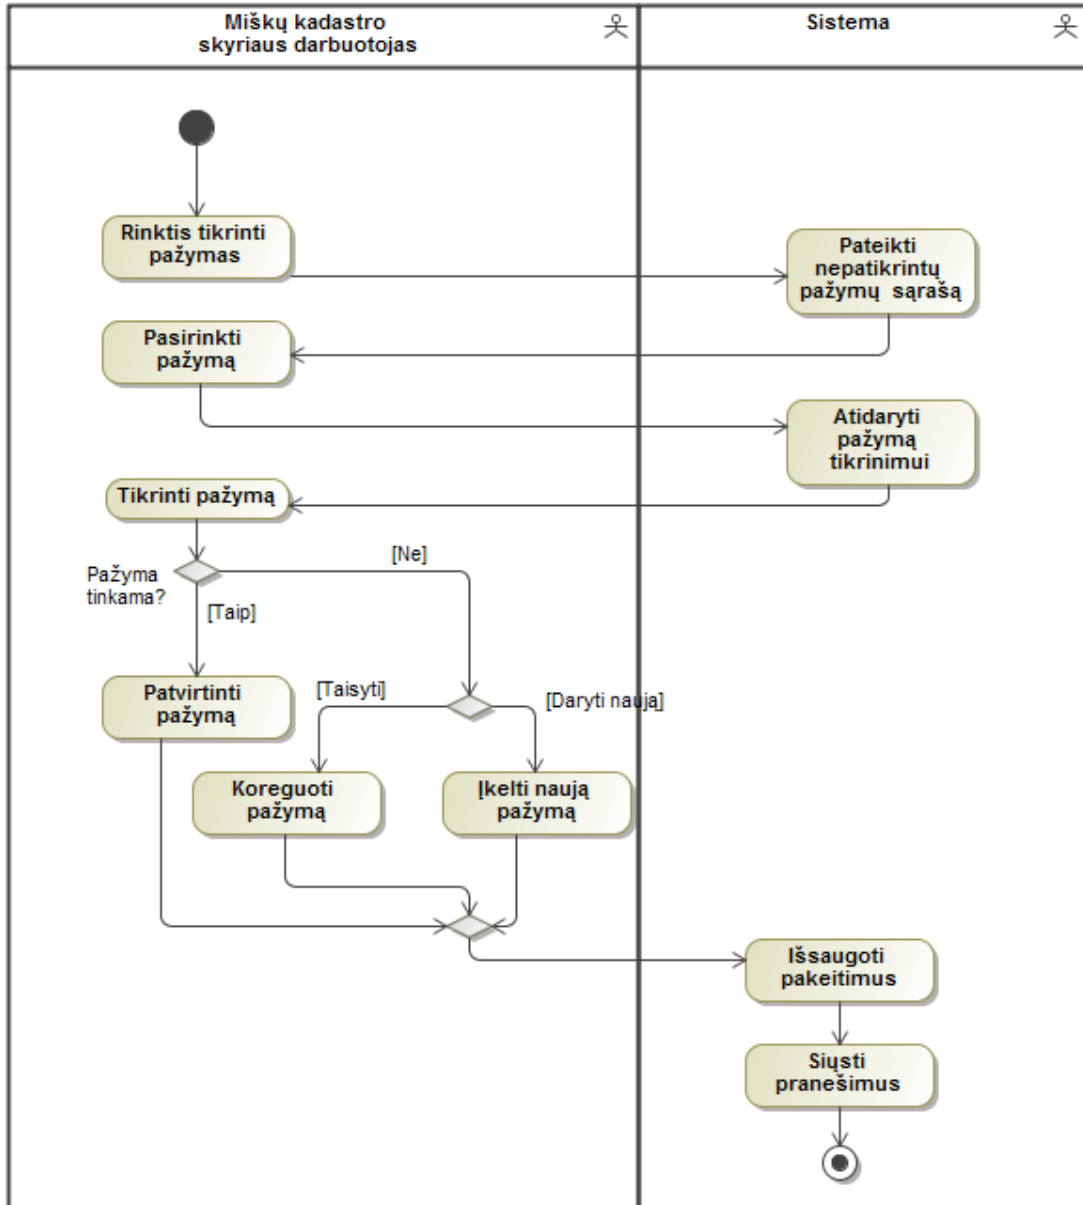 Miškų kadastro
skyriaus darbuotojas
Sistema
Rinktis tikrinti
pažymas
Pateikti
nepatikrintų
pažymų sąrašą
Pasirinkti
pažymą
Atidaryti
pažymą
tikrinimui
Tikrinti pažymą
[Ne]
Pažyma
tinkama?
[Taip]
Patvirtinti
pažymą
[Taisyti]
[Daryti naują]
Koreguoti
pažymą
Įkelti naują
pažymą
Išsaugoti
pakeitimus
Siųsti
pranešimus